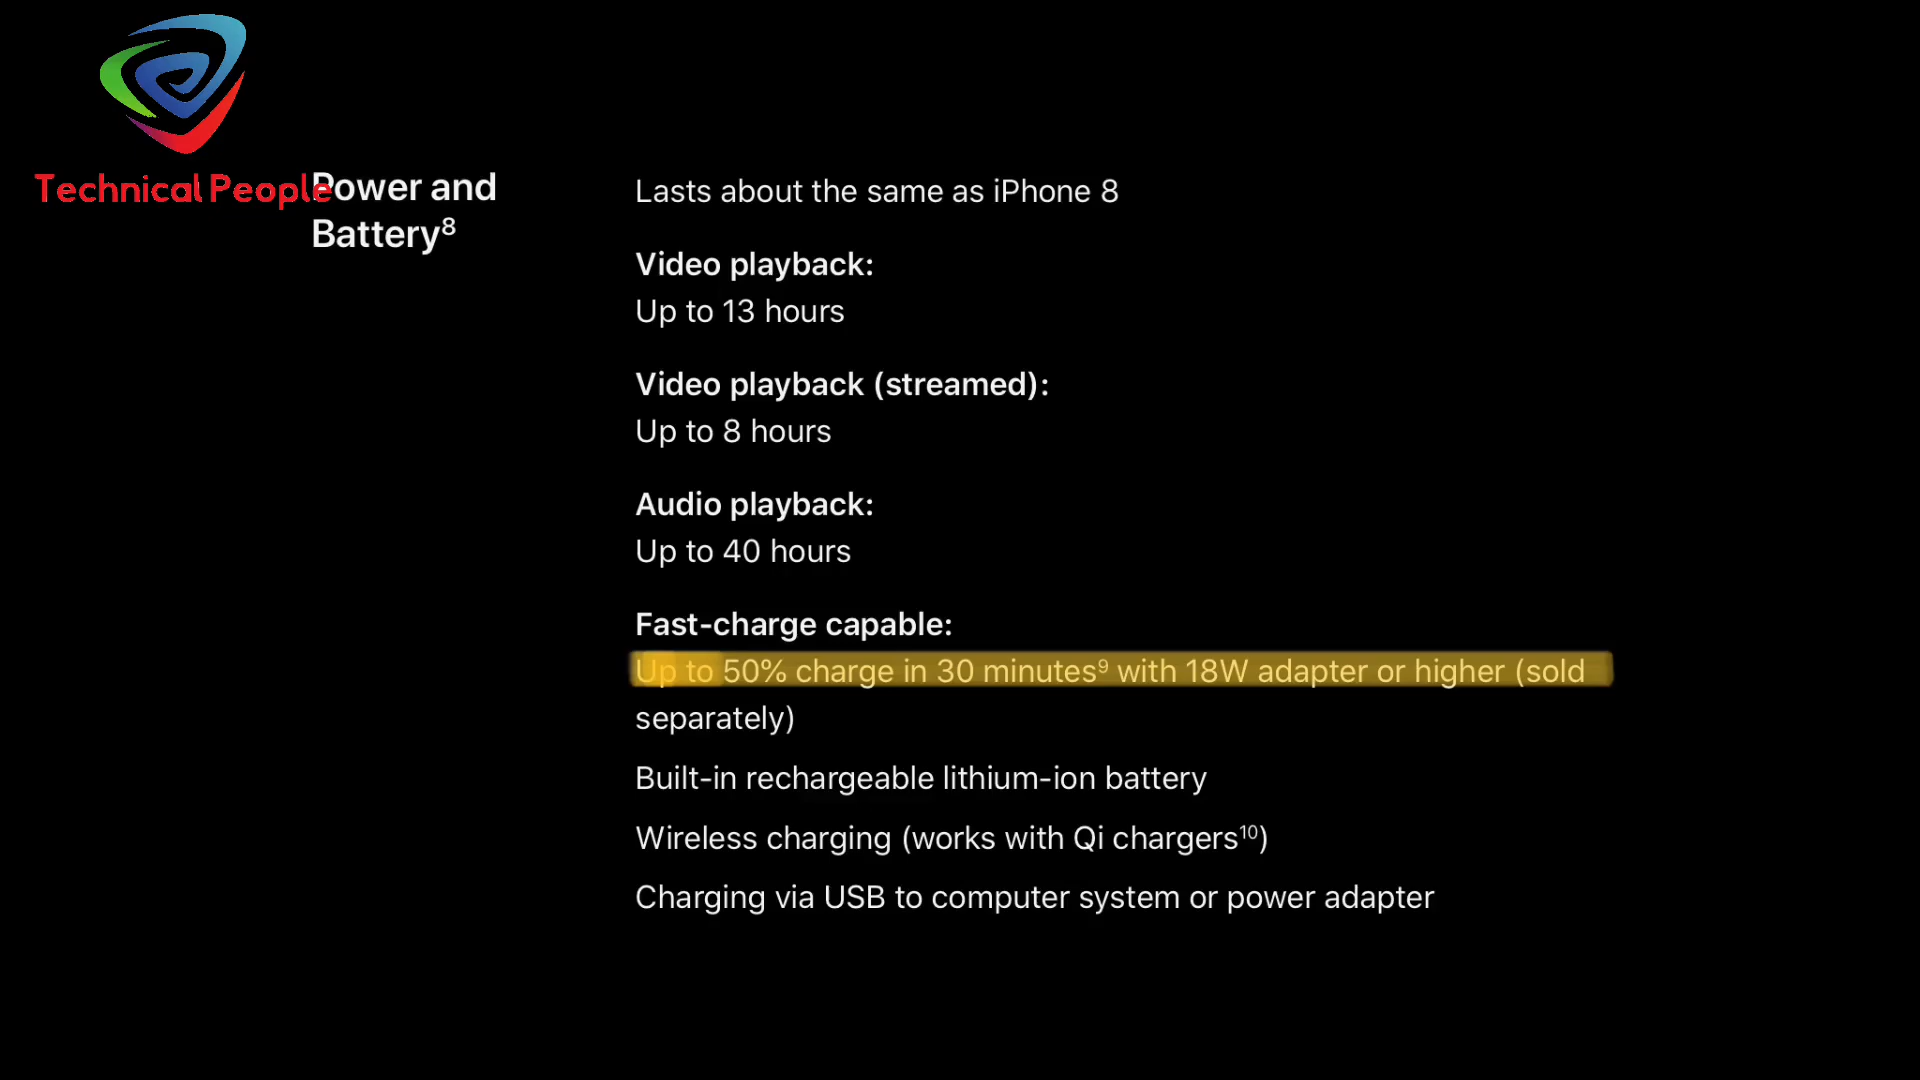 Technical People
Power and
Battery⁸
Lasts about the same as iPhone 8
Video playback:
Up to 13 hours
Video playback (streamed):
Up to 8 hours
Audio playback:
Up to 40 hours
Fast-charge capable:
Up to 50% charge in 30 minutes⁹ with 18W adapter or higher (sold
separately)
Built-in rechargeable lithium-ion battery
Wireless charging (works with Qi chargers¹⁰)
Charging via USB to computer system or power adapter